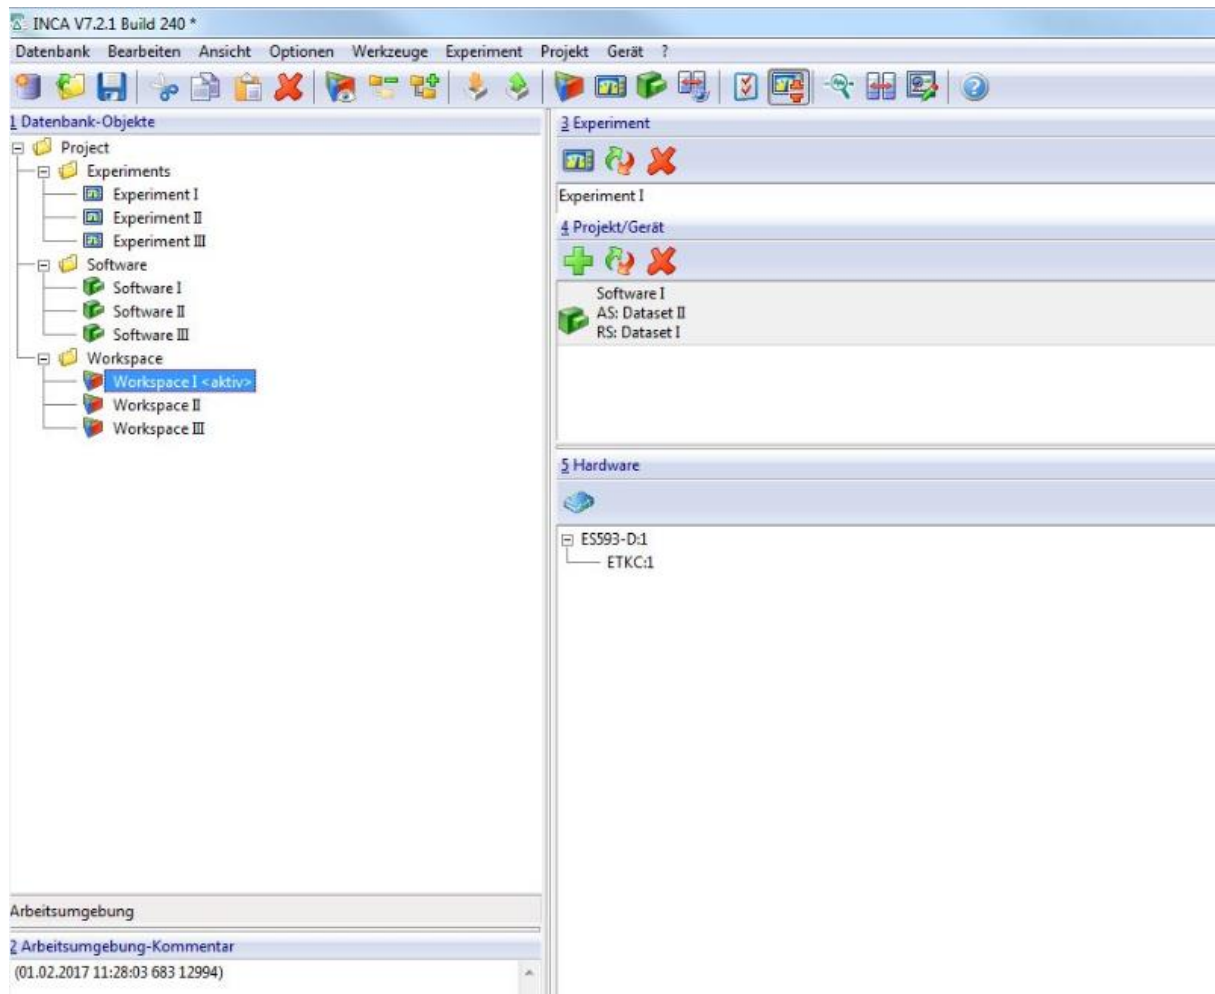 INCA V7.2.1 Build 240 *
Datenbank Bearbeiten Ansicht Optionen Werkzeuge Experiment Projekt Gerät ?
1 Datenbank-Objekte
Project
Experiments
Experiment I
Experiment II
Experiment III
Software
Software I
Software II
Software III
Workspace
Workspace I <aktiv>
Workspace II
Workspace III
Arbeitsumgebung
2 Arbeitsumgebung-Kommentar
(01.02.2017 11:28:03 683 12994)
3 Experiment
Experiment I
4 Projekt/Gerät
Software I
AS: Dataset II
RS: Dataset I
5 Hardware
ES593-D:1
ETKC:1